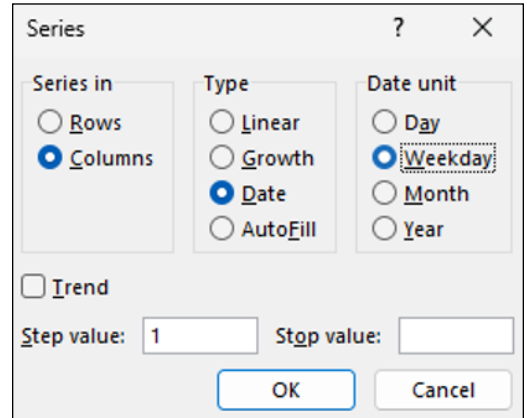 Series ? ×
Series in
Rows
Columns
Type
Linear
Growth
Date
AutoFill
Date unit
Day
Weekday
Month
Year
Trend
Step value: 1 Stop value:
OK Cancel